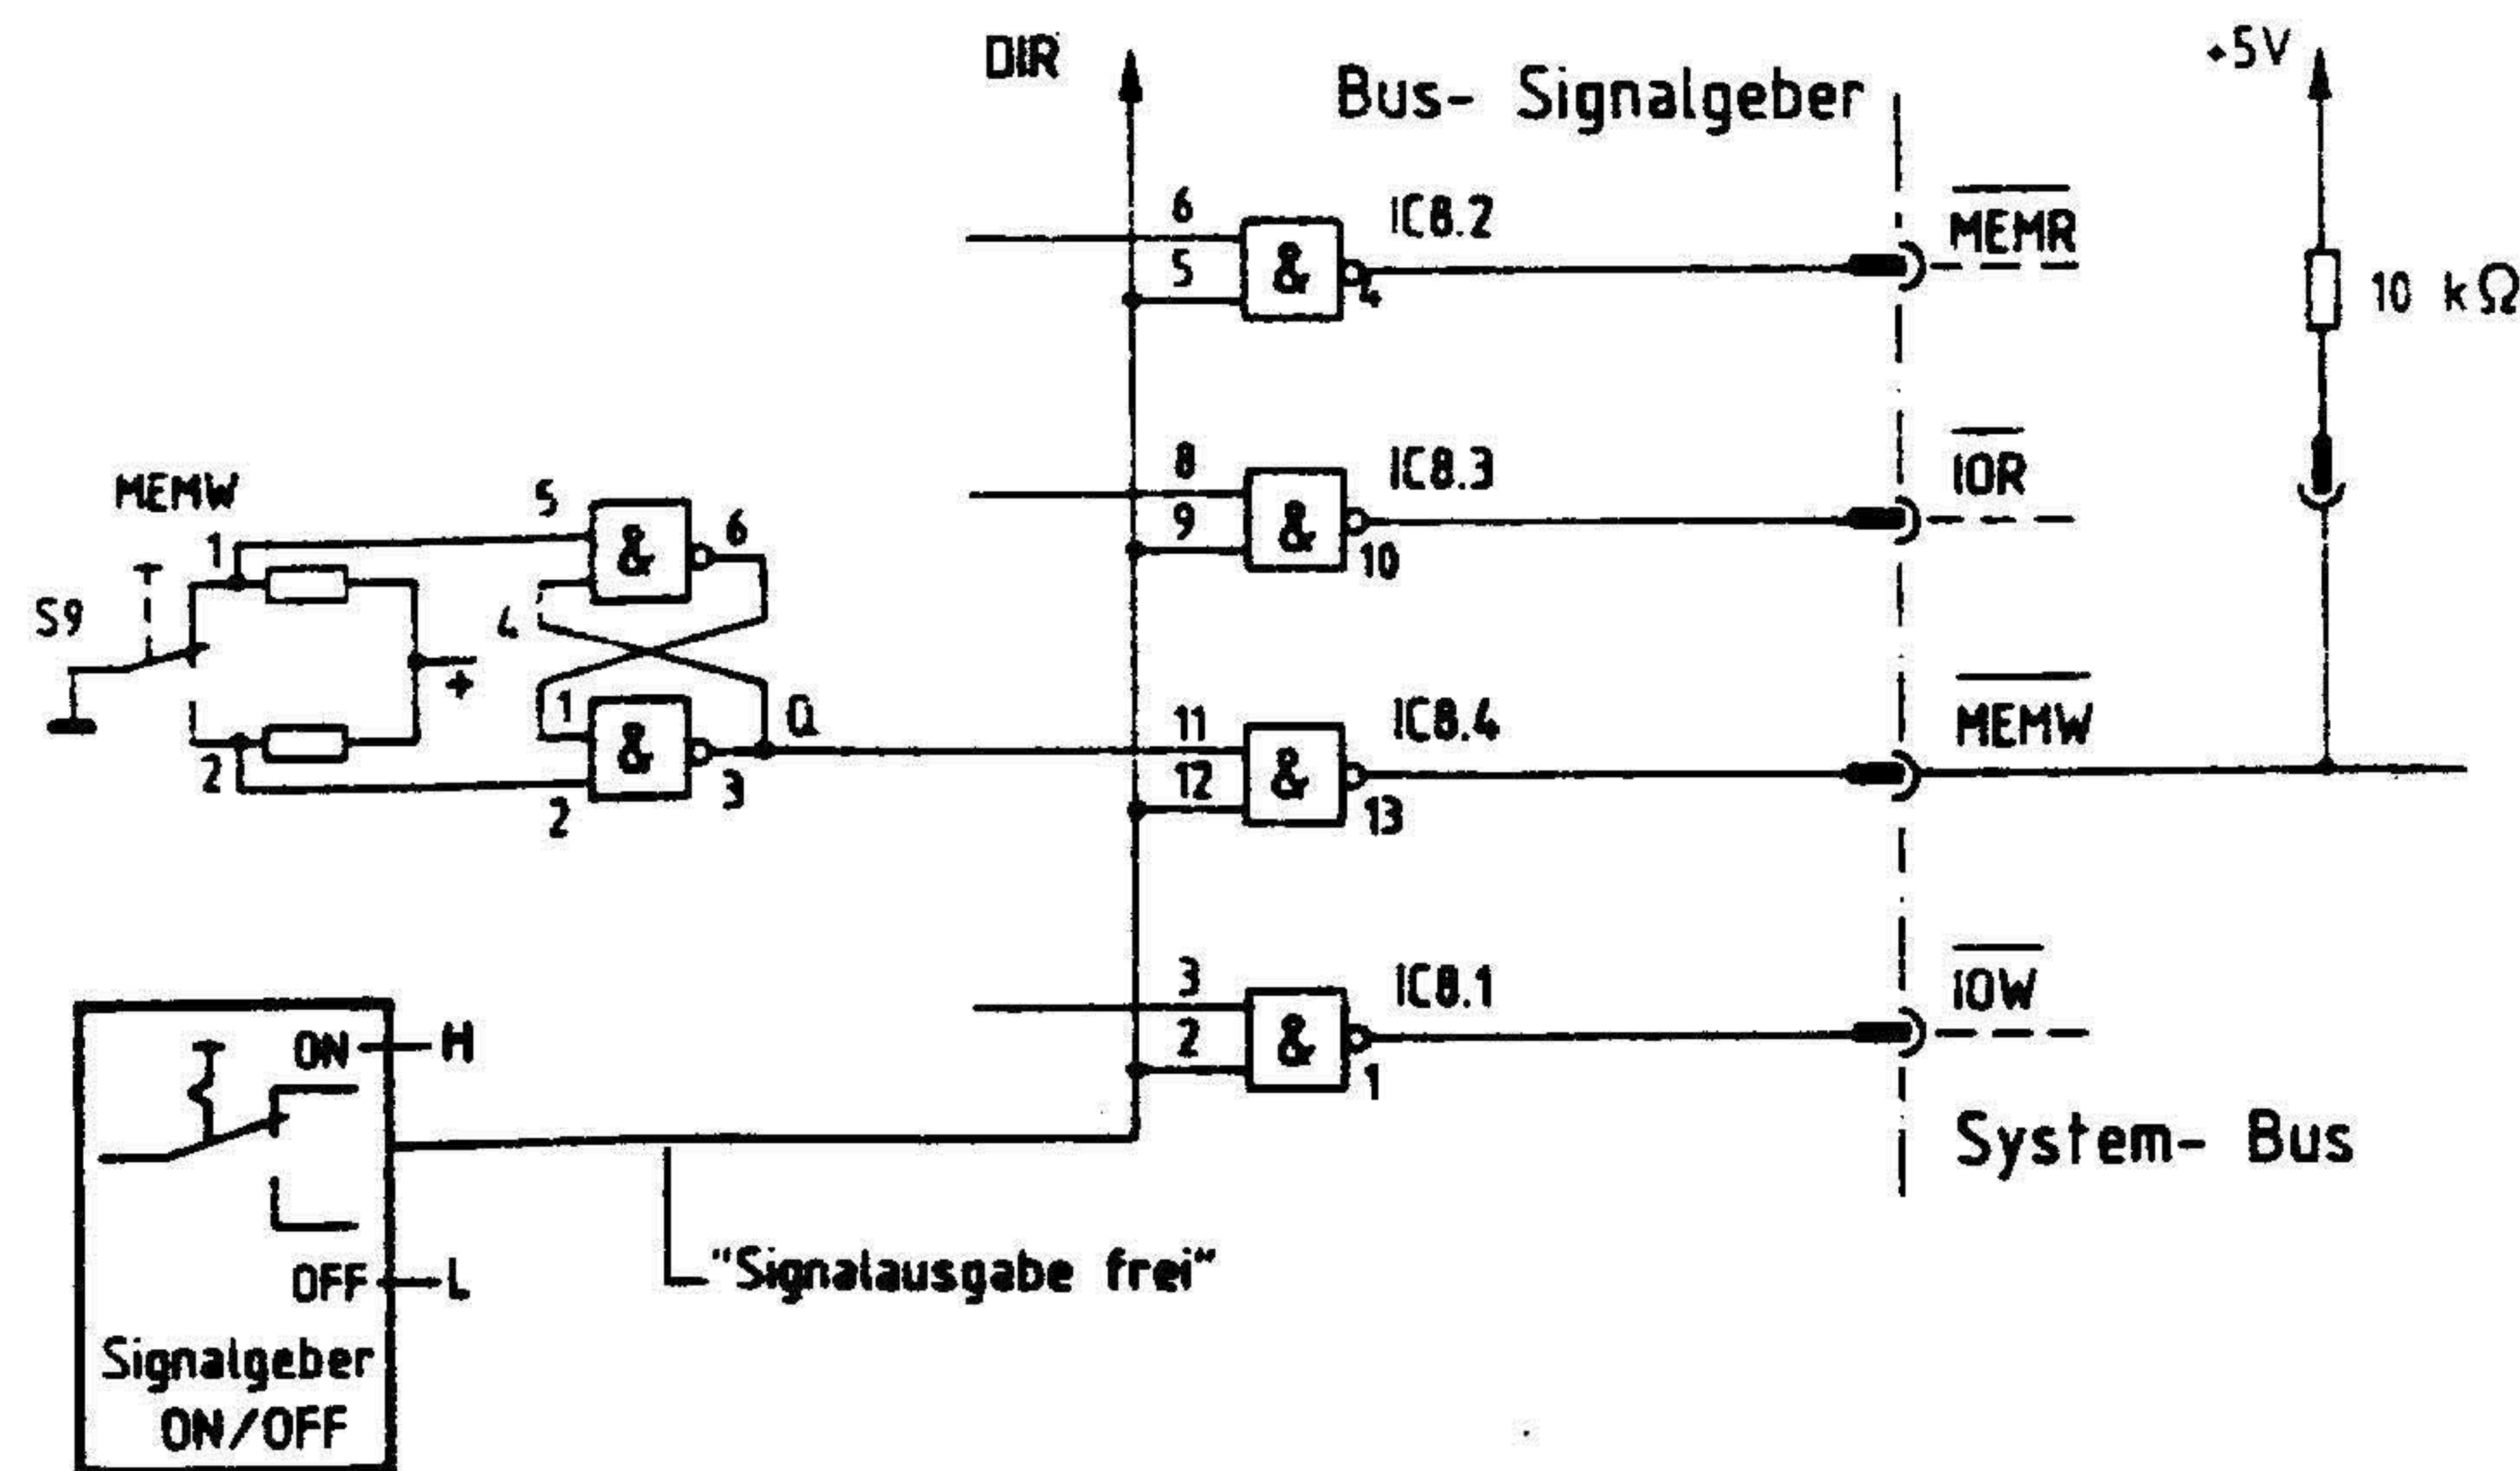 DIR
Bus- Signalgeber
+5V
6
5
&
4
IC8.2
MEMR
10 kΩ
8
9
&
10
IC8.3
IOR
MEMW
S9
1
2
+
5
4
&
6
1
2
&
3
Q
11
12
&
13
IC8.4
MEMW
3
2
&
1
IC8.1
IOW
System- Bus
ON
H
OFF
L
Signalgeber
ON/OFF
"Signalausgabe frei"